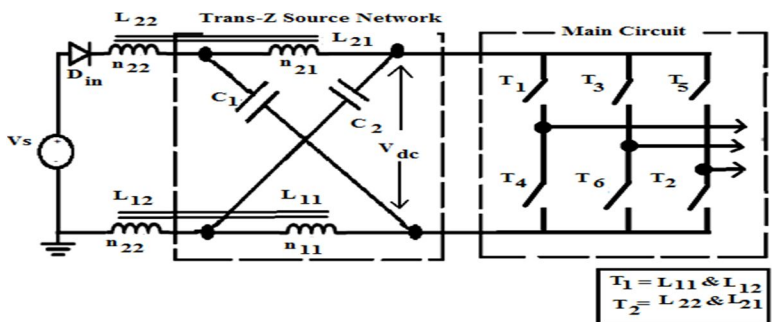 Trans-Z Source Network
Main Circuit
L22
L21
Din
n22
n21
C1
C2
T1
T3
T5
Vs
+
-
Vdc
L12
L11
T4
T6
T2
n22
n11
T1 = L11 & L12
T2= L22 & L21